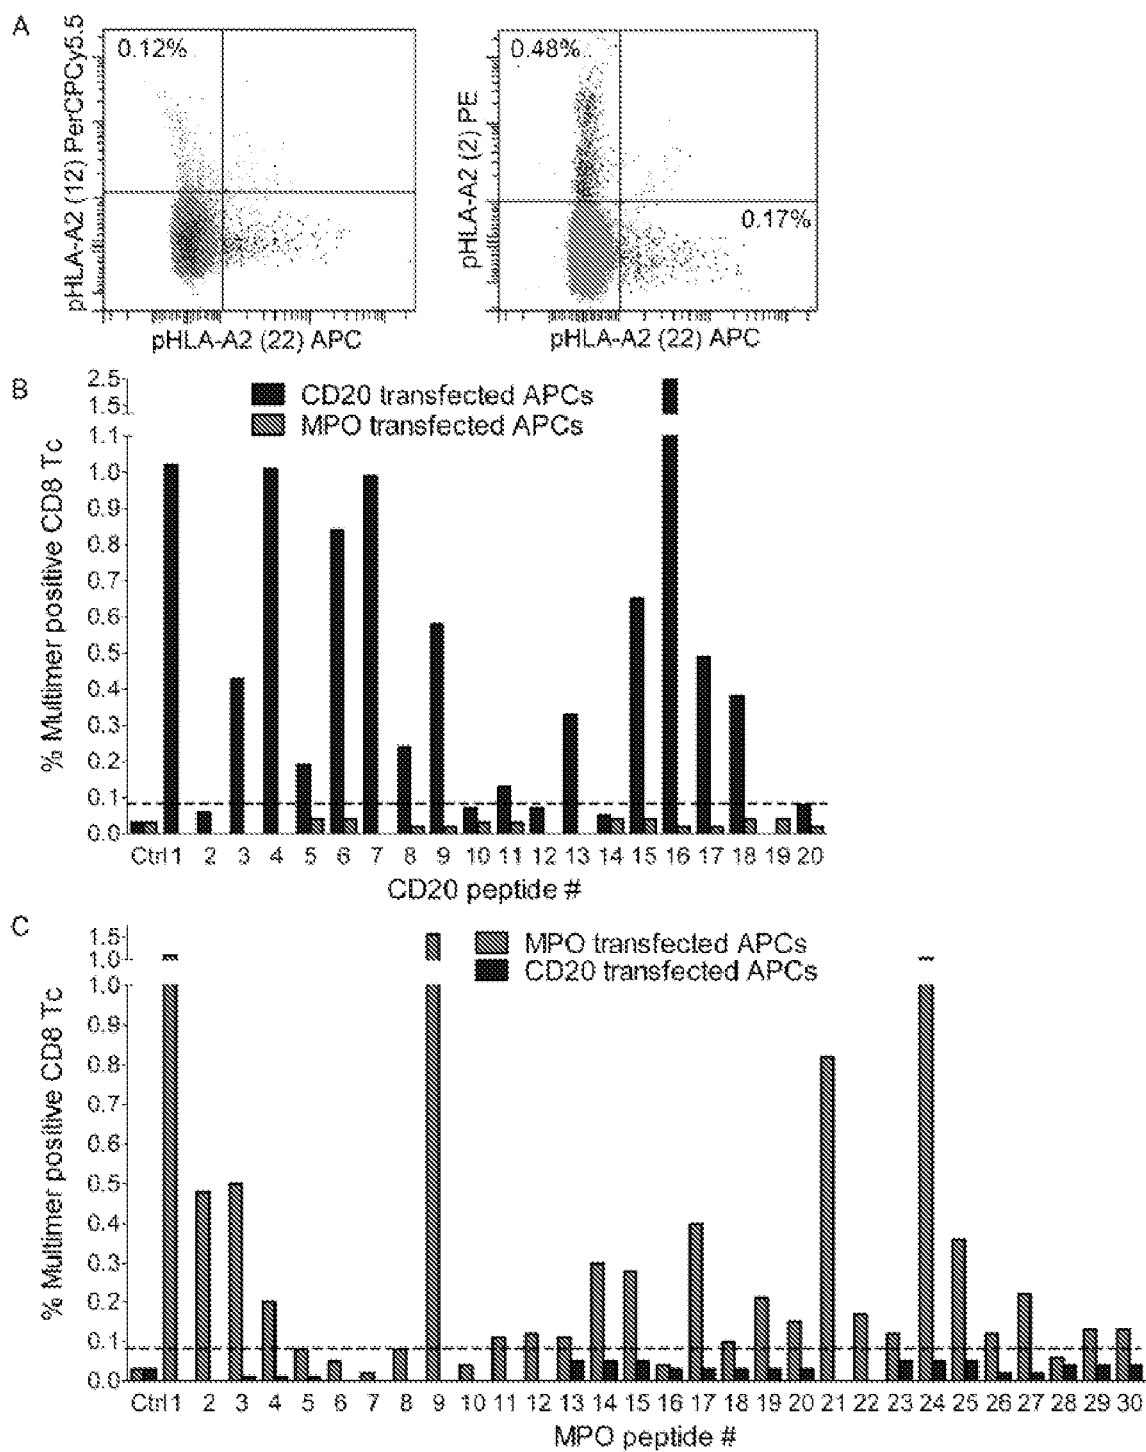 A
0.12%
pHLA-A2 (12) PerCPCy5.5
pHLA-A2 (22) APC
0.48%
0.17%
pHLA-A2 (2) PE
pHLA-A2 (22) APC
B
CD20 transfected APCs
MPO transfected APCs
% Multimer positive CD8 Tc
2.5
1.5
1.1
1.0
0.9
0.8
0.7
0.6
0.5
0.4
0.3
0.2
0.1
0.0
Ctrl 1 2 3 4 5 6 7 8 9 10 11 12 13 14 15 16 17 18 19 20
CD20 peptide #
C
MPO transfected APCs
CD20 transfected APCs
% Multimer positive CD8 Tc
1.5
1.0
1.0
0.9
0.8
0.7
0.6
0.5
0.4
0.3
0.2
0.1
0.0
Ctrl 1 2 3 4 5 6 7 8 9 10 11 12 13 14 15 16 17 18 19 20 21 22 23 24 25 26 27 28 29 30
MPO peptide #